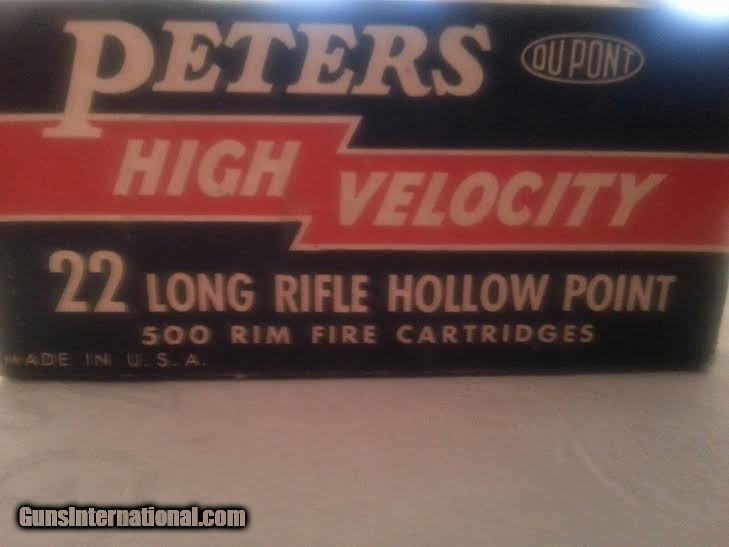 PETERS
DU PONT
HIGH VELOCITY
22 LONG RIFLE HOLLOW POINT
500 RIM FIRE CARTRIDGES
MADE IN U.S.A.
GunsInternational.com